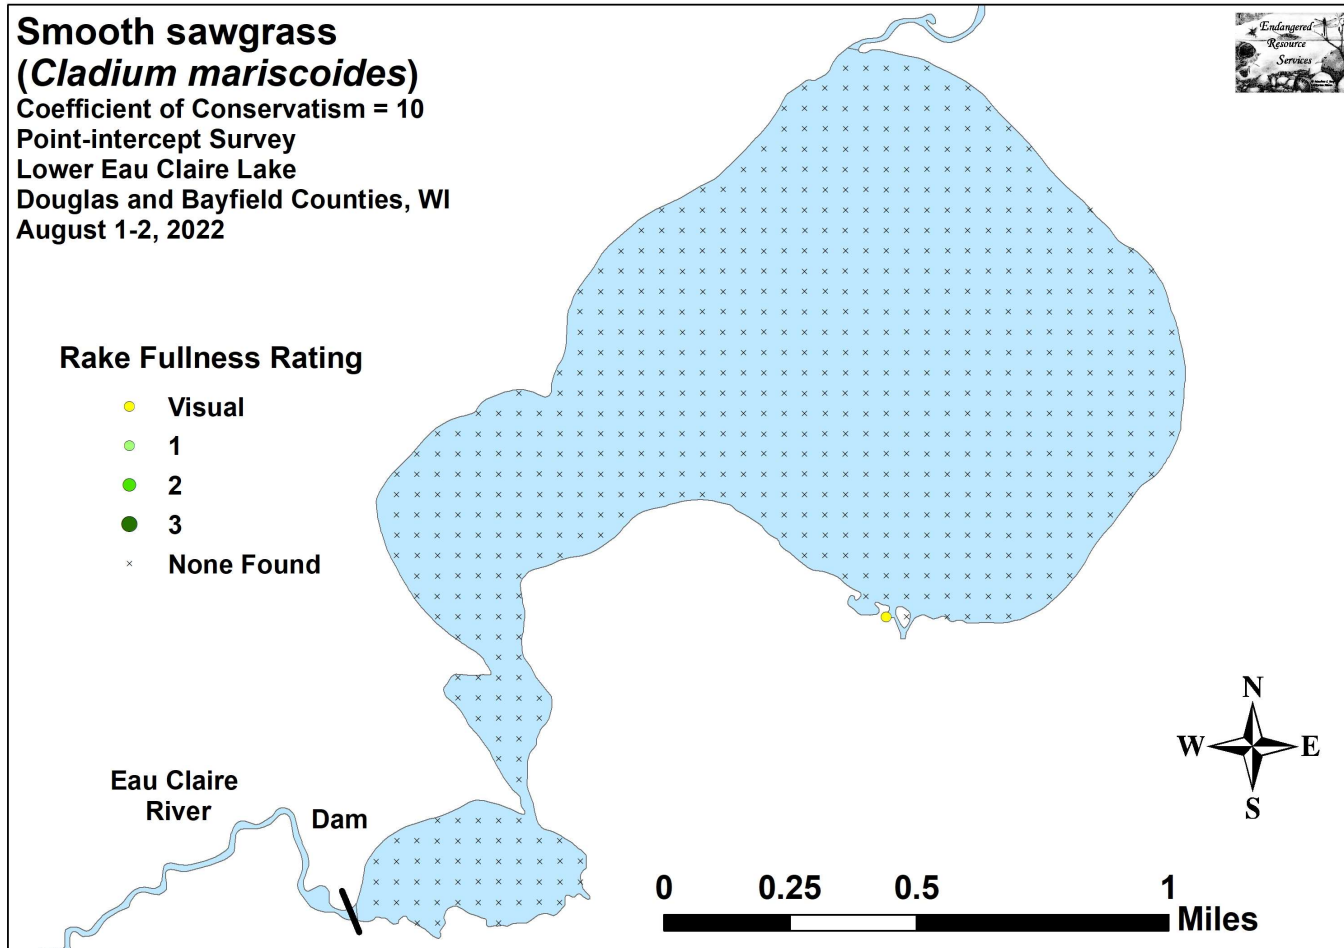 Smooth sawgrass
(Cladium mariscoides)
Coefficient of Conservatism = 10
Point-intercept Survey
Lower Eau Claire Lake
Douglas and Bayfield Counties, WI
August 1-2, 2022
Endangered
Resource
Services
Rake Fullness Rating
Visual
1
2
3
None Found
N
W
E
S
Eau Claire
River
Dam
0 0.25 0.5 1
Miles